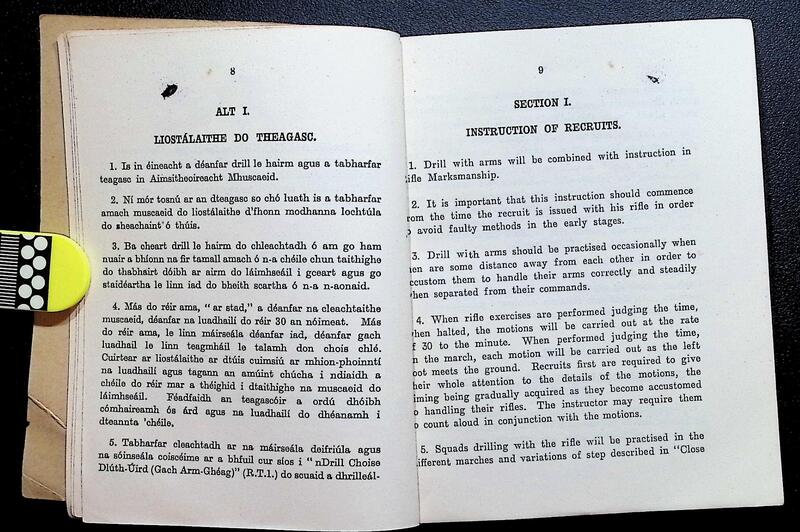 8
ALT I.
LIOSTÁLAITHE DO THEAGASC.
1. Is in éineacht a déanfar drill le hairm agus a tabharfar
teagasc in Aimsitheoireacht Mhuscaeid.
2. Ní mór tosnú ar an dteagasc so chó luath is a tabharfar
amach muscaeid do liostálaithe d'fhonn modhanna lochtúla
do sheachaint' ó thúis.
3. Ba cheart drill le hairm do chleachtadh ó am go ham
nuair a bhíonn na fir tamall amach ó n-a chéile chun taithighe
do thabhairt dóibh ar airm do láimhseáil i gceart agus go
staidéartha le linn iad do bheith scartha ó n-a n-aonaid.
4. Más do réir ama, " ar stad," a déanfar na cleachtaithe
muscaeid, déanfar na luadhailí do réir 30 an nóimeat. Más
do réir ama, le linn máirseála déanfar iad, déanfar gach
luadhail le linn teagmháil le talamh don chois chlé.
Cuirtear ar liostálaithe ar dtúis cuimsiú ar mhion-phoinntí
na luadhailí agus tagann an amúint chúcha i ndiaidh a
chéile do réir mar a théighid i dtaithighe na muscaeid do
láimhseáil. Féadfaidh an teagascóir a ordú dhóibh
cómhaireamh ós árd agus na luadhailí do dhéanamh i
dteannta 'chéile.
5. Tabharfar cleachtadh ar na máirseála deifriúla agus
na sóinseála coiscéime ar a bhfuil cur síos i " nDrill Choise
Dlúth-Úird (Gach Arm-Ghéag)" (R.T.1.) do scuaid a dhrilleál-
9
SECTION I.
INSTRUCTION OF RECRUITS.
1. Drill with arms will be combined with instruction in
ifle Marksmanship.
2. It is important that this instruction should commence
rom the time the recruit is issued with his rifle in order
avoid faulty methods in the early stages.
3. Drill with arms should be practised occasionally when
en are some distance away from each other in order to
ccustom them to handle their arms correctly and steadily
hen separated from their commands.
4. When rifle exercises are performed judging the time,
hen halted, the motions will be carried out at the rate
f 30 to the minute. When performed judging the time,
n the march, each motion will be carried out as the left
oot meets the ground. Recruits first are required to give
heir whole attention to the details of the motions, the
iming being gradually acquired as they become accustomed
o handling their rifles. The instructor may require them
o count aloud in conjunction with the motions.
5. Squads drilling with the rifle will be practised in the
ifferent marches and variations of step described in "Close